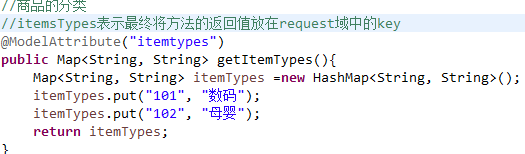 //商品的分类
//itemsTypes表示最终将方法的返回值放在request域中的key
@ModelAttribute("itemtypes")
public Map<String, String> getItemTypes(){
Map<String, String> itemTypes =new HashMap<String, String>();
itemTypes.put("101", "数码");
itemTypes.put("102", "母婴");
return itemTypes;
}